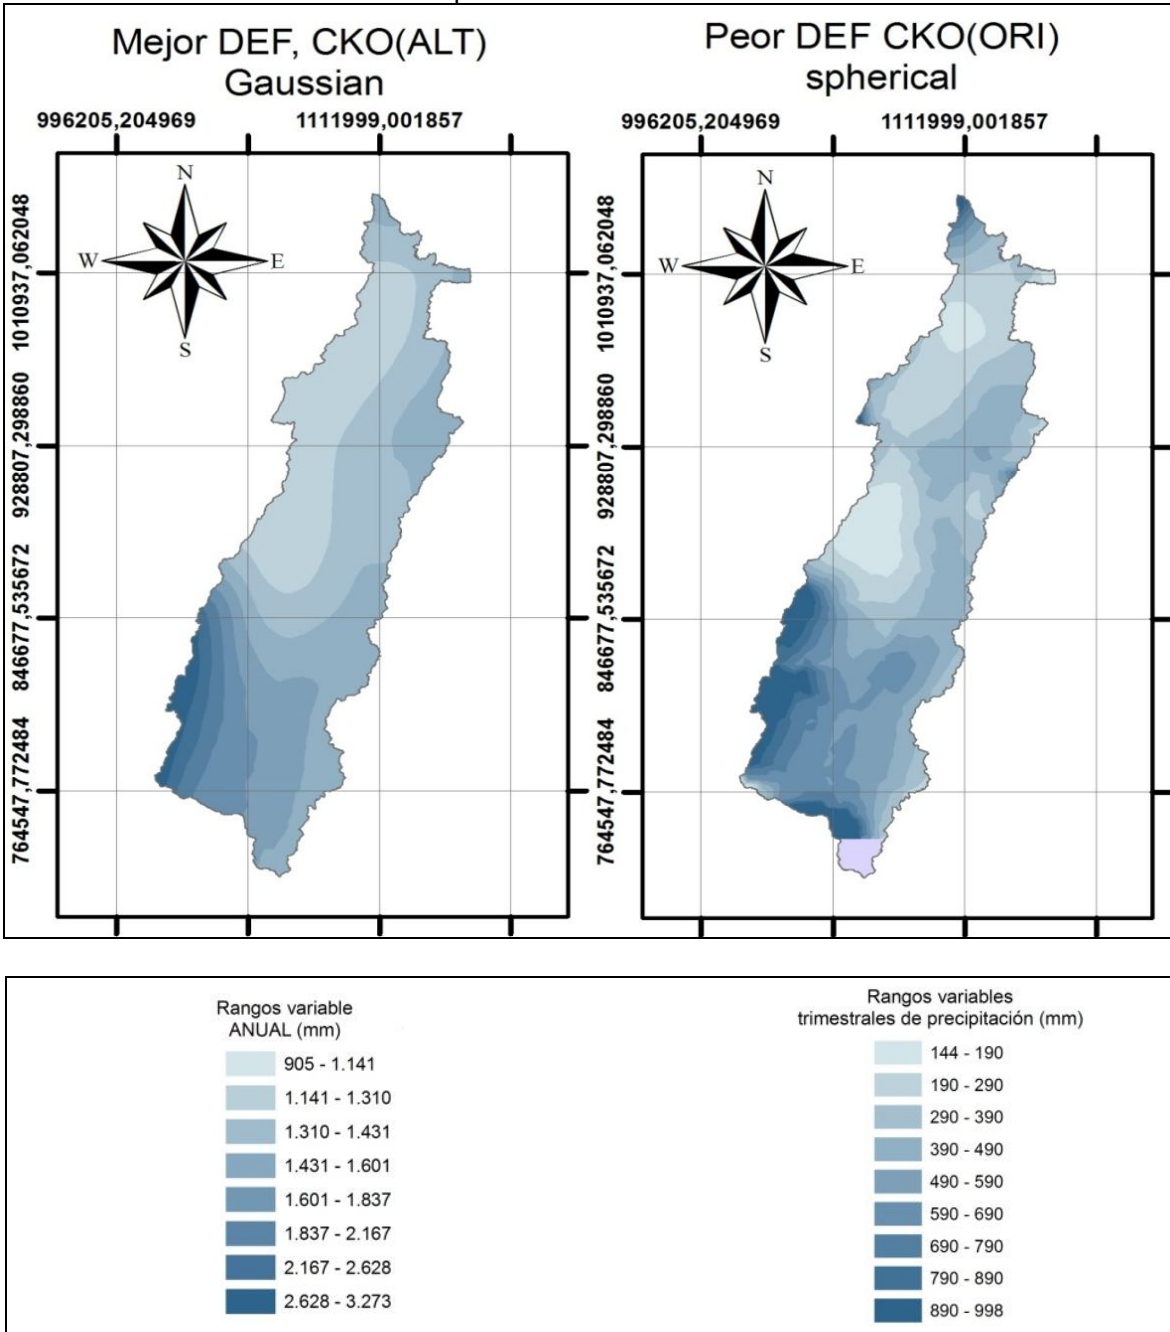 Mejor DEF, CKO(ALT)
Gaussian
996205,204969 1111999,001857
N
W E
S
1010937,062048
928807,298860
846677,535672
764547,772484
Peor DEF CKO(ORI)
spherical
996205,204969 1111999,001857
N
W E
S
1010937,062048
928807,298860
846677,535672
764547,772484
Rangos variable
ANUAL (mm)
905 - 1.141
1.141 - 1.310
1.310 - 1.431
1.431 - 1.601
1.601 - 1.837
1.837 - 2.167
2.167 - 2.628
2.628 - 3.273
Rangos variables
trimestrales de precipitación (mm)
144 - 190
190 - 290
290 - 390
390 - 490
490 - 590
590 - 690
690 - 790
790 - 890
890 - 998